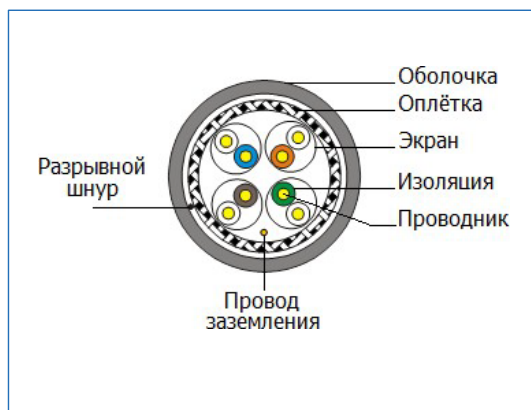 Оболочка
Оплётка
Экран
Разрывной
шнур
Изоляция
Проводник
Провод
заземления